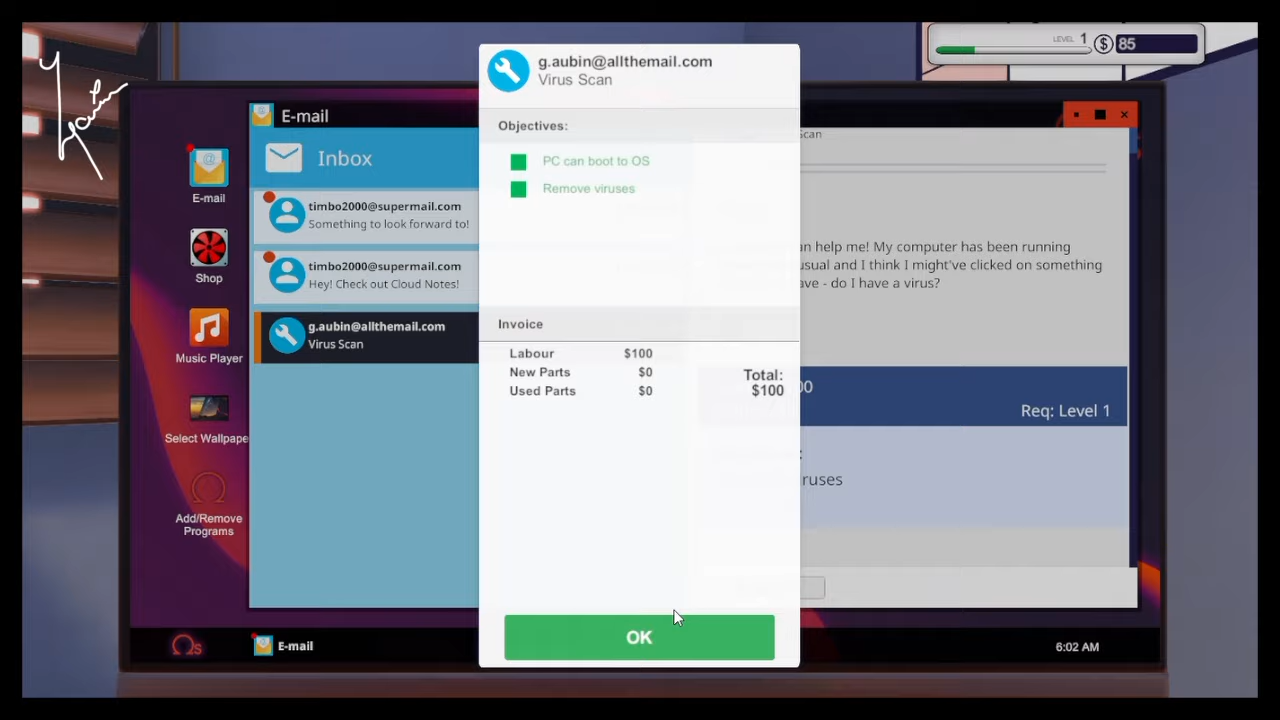 LEVEL 1 $ 85
g.aubin@allthemail.com
Virus Scan
Objectives:
PC can boot to OS
Remove viruses
Invoice
Labour $100
New Parts $0
Used Parts $0
Total:
$100
OK
E-mail
Inbox
timbo2000@supermail.com
Something to look forward to!
timbo2000@supermail.com
Hey! Check out Cloud Notes!
g.aubin@allthemail.com
Virus Scan
Scan
an help me! My computer has been running
usual and I think I might've clicked on something
ave - do I have a virus?
00
Req: Level 1
:
ruses
E-mail
Shop
Music Player
Select Wallpape
Add/Remove
Programs
Ωs
E-mail
6:02 AM